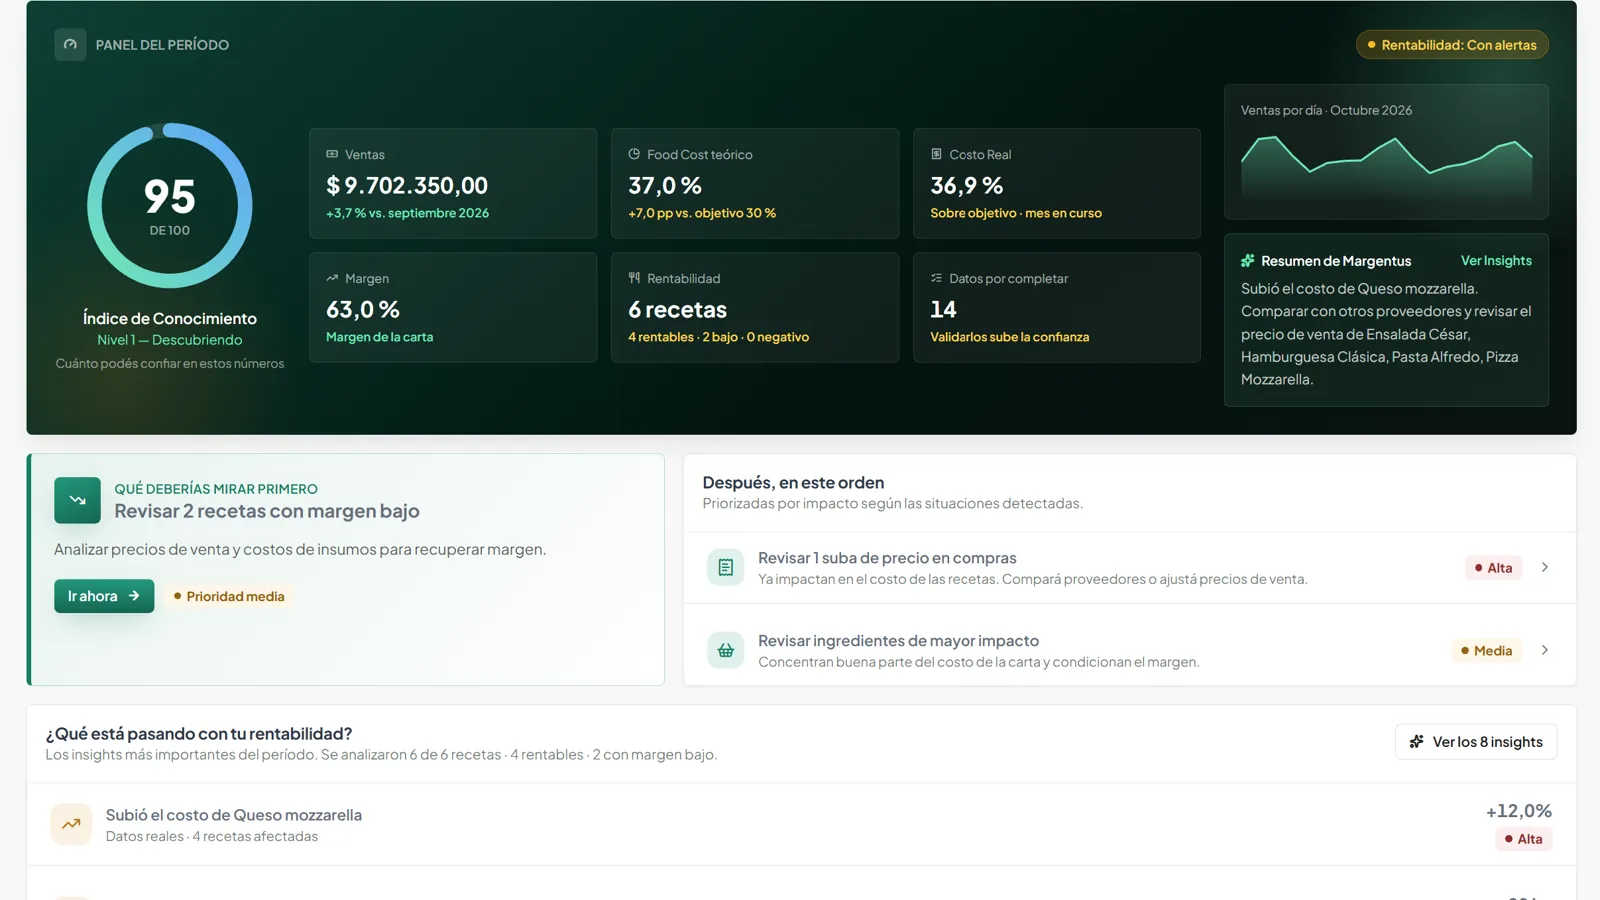 PANEL DEL PERÍODO
Rentabilidad: Con alertas
95
DE 100
Índice de Conocimiento
Nivel 1 — Descubriendo
Cuánto podés confiar en estos números
Ventas
$ 9.702.350,00
+3,7 % vs. septiembre 2026
Food Cost teórico
37,0 %
+7,0 pp vs. objetivo 30 %
Costo Real
36,9 %
Sobre objetivo · mes en curso
Margen
63,0 %
Margen de la carta
Rentabilidad
6 recetas
4 rentables · 2 bajo · 0 negativo
Datos por completar
14
Validarlos sube la confianza
Ventas por día · Octubre 2026
Resumen de Margentus
Ver Insights
Subió el costo de Queso mozzarella.
Comparar con otros proveedores y revisar el
precio de venta de Ensalada César,
Hamburguesa Clásica, Pasta Alfredo, Pizza
Mozzarella.
QUÉ DEBERÍAS MIRAR PRIMERO
Revisar 2 recetas con margen bajo
Analizar precios de venta y costos de insumos para recuperar margen.
Ir ahora
Prioridad media
Después, en este orden
Priorizadas por impacto según las situaciones detectadas.
Revisar 1 suba de precio en compras
Ya impactan en el costo de las recetas. Compará proveedores o ajustá precios de venta.
Alta
Revisar ingredientes de mayor impacto
Concentran buena parte del costo de la carta y condicionan el margen.
Media
¿Qué está pasando con tu rentabilidad?
Los insights más importantes del período. Se analizaron 6 de 6 recetas · 4 rentables · 2 con margen bajo.
Ver los 8 insights
Subió el costo de Queso mozzarella
Datos reales · 4 recetas afectadas
+12,0%
Alta